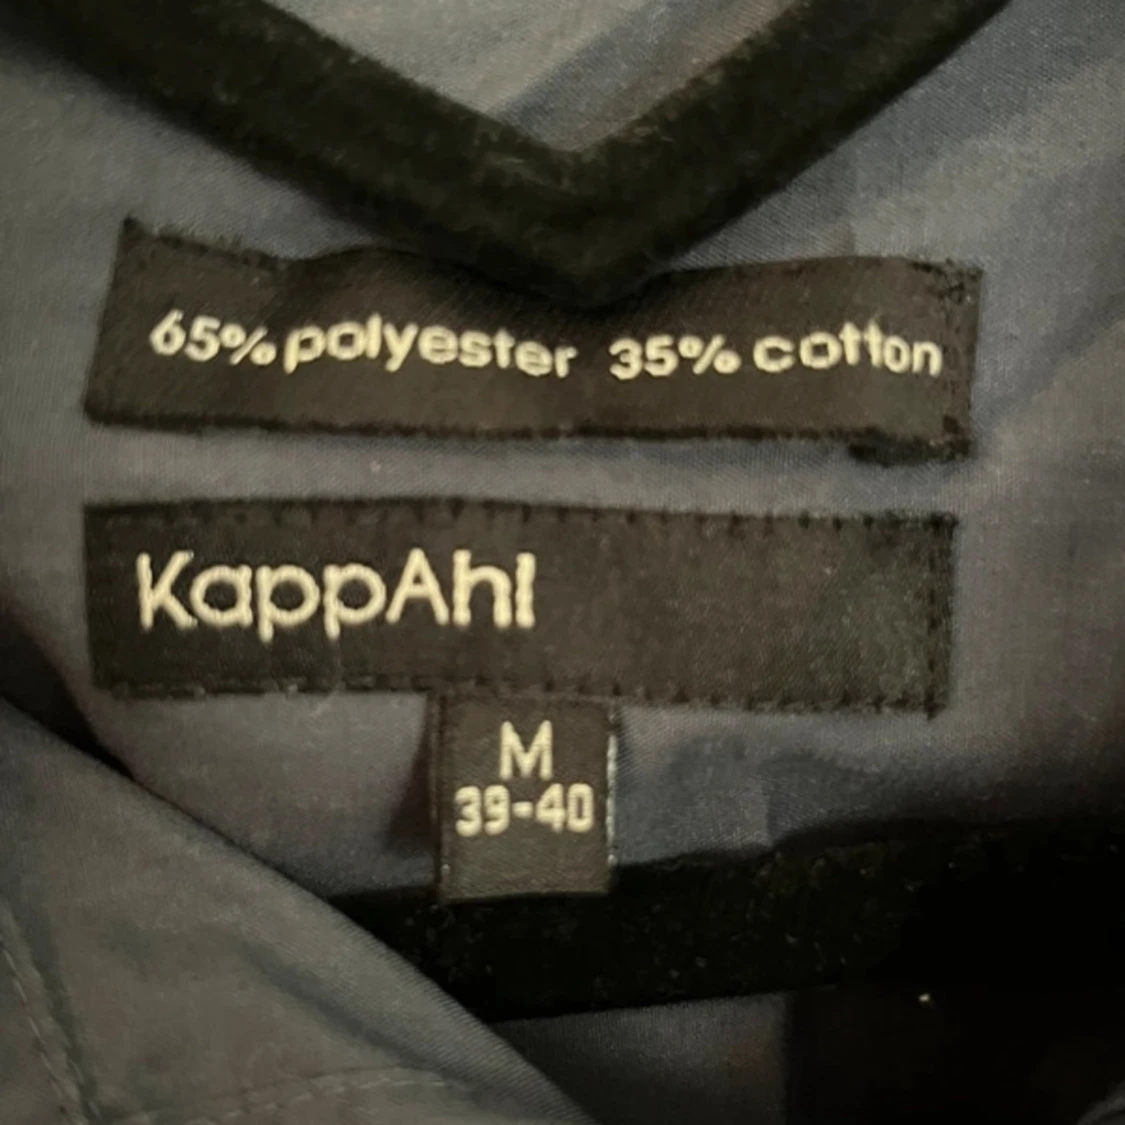 65% polyester 35% cotton
KappAhl
M
39-40